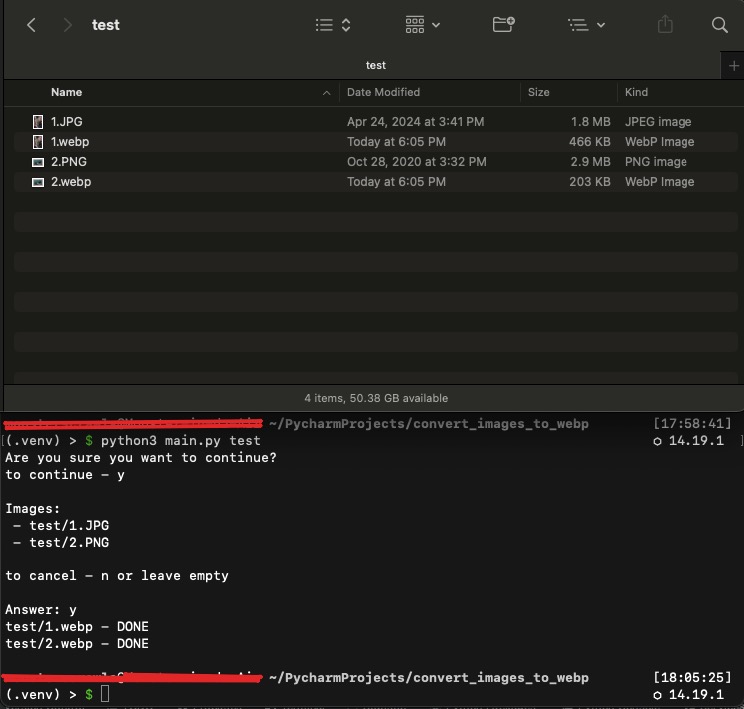 test
test
Name Date Modified Size Kind
1.JPG Apr 24, 2024 at 3:41 PM 1.8 MB JPEG image
1.webp Today at 6:05 PM 466 KB WebP Image
2.PNG Oct 28, 2020 at 3:32 PM 2.9 MB PNG image
2.webp Today at 6:05 PM 203 KB WebP Image
4 items, 50.38 GB available
~/PycharmProjects/convert_images_to_webp [17:58:41]
[(.venv) > $ python3 main.py test 14.19.1 ]
Are you sure you want to continue?
to continue – y
Images:
– test/1.JPG
– test/2.PNG
to cancel – n or leave empty
Answer: y
test/1.webp – DONE
test/2.webp – DONE
~/PycharmProjects/convert_images_to_webp [18:05:25]
(.venv) > $ 14.19.1